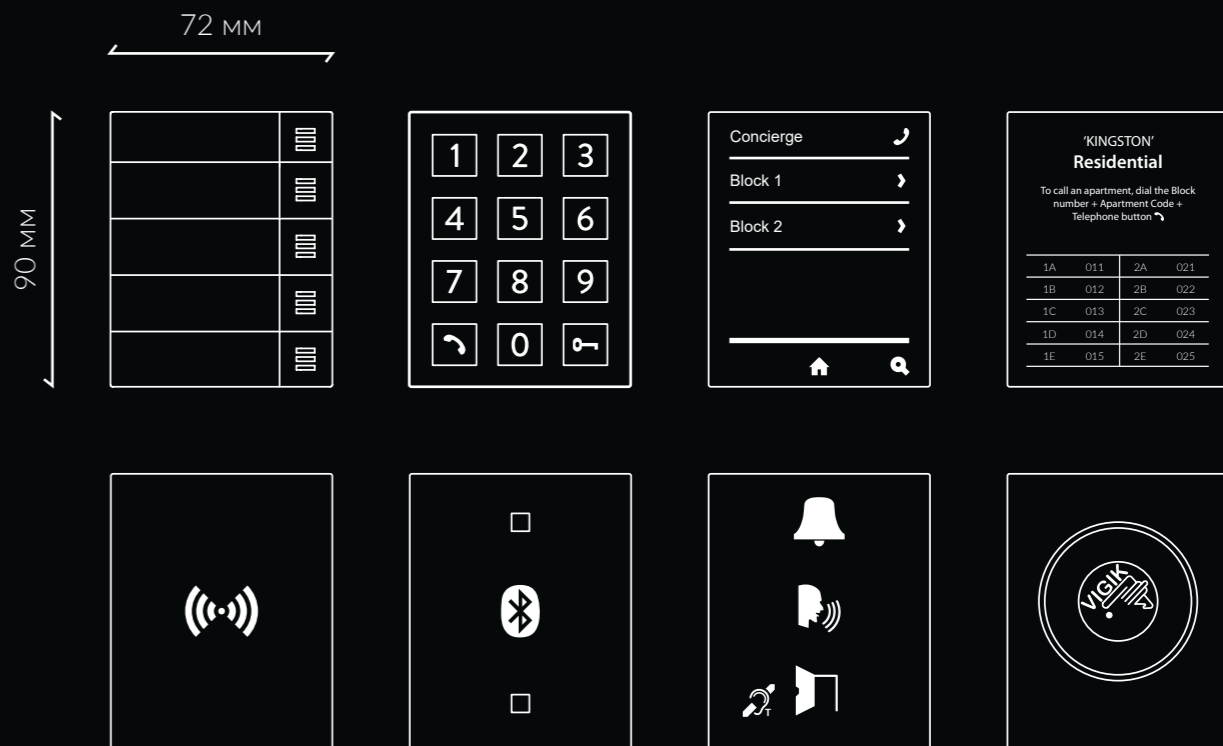 72 MM
90 MM
1 2 3
4 5 6
7 8 9
0
Concierge
Block 1
Block 2
'KINGSTON'
Residential
To call an apartment, dial the Block
number + Apartment Code +
Telephone button
1A 011 2A 021
1B 012 2B 022
1C 013 2C 023
1D 014 2D 024
1E 015 2E 025
T
VIGIK